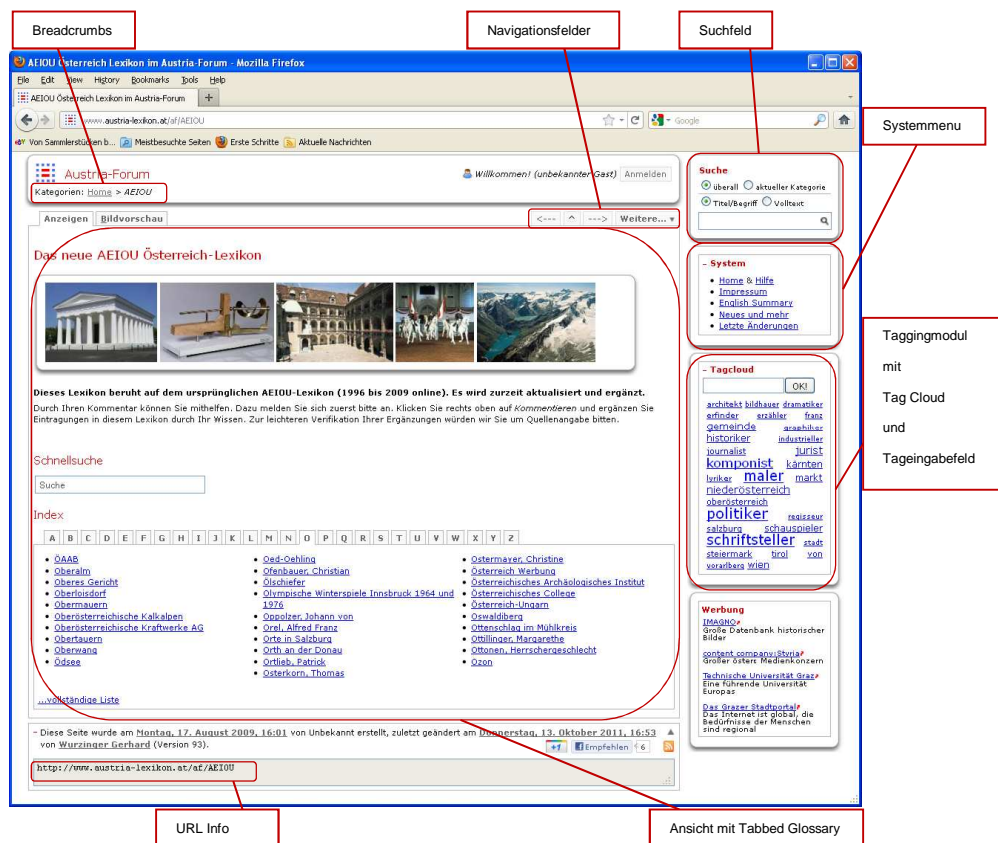 Breadcrumbs
Navigationsfelder
Suchfeld
AEIOU Österreich Lexikon im Austria-Forum - Mozilla Firefox
File Edit View History Bookmarks Tools Help
AEIOU Österreich Lexikon im Austria-Forum +
www.austria-lexikon.at/af/AEIOU
Google
Von Sammlerstücken b... Meistbesuchte Seiten Erste Schritte Aktuelle Nachrichten
Systemmenu
Austria-Forum
Willkommen! (unbekannter Gast) Anmelden
Kategorien: Home > AEIOU
Suche
überall aktueller Kategorie
Titel/Begriff Volltext
Anzeigen Bildvorschau
<--- ^ ---> Weitere...
Das neue AEIOU Österreich-Lexikon
- System
• Home & Hilfe
• Impressum
• English Summary
• Neues und mehr
• Letzte Änderungen
Taggingmodul
mit
Tag Cloud
und
Tageingabefeld
- Tagcloud
OK!
architekt bildhauer dramatiker
erfinder erzähler franz
gemeinde graphiker
historiker industrieller
journalist jurist
komponist kärnten
lyriker maler markt
niederösterreich
oberösterreich
politiker regisseur
salzburg schauspieler
schriftsteller stadt
steiermark tirol von
vorarlberg wien
Dieses Lexikon beruht auf dem ursprünglichen AEIOU-Lexikon (1996 bis 2009 online). Es wird zurzeit aktualisiert und ergänzt.
Durch Ihren Kommentar können Sie mithelfen. Dazu melden Sie sich zuerst bitte an. Klicken Sie rechts oben auf Kommentieren und ergänzen Sie
Eintragungen in diesem Lexikon durch Ihr Wissen. Zur leichteren Verifikation Ihrer Ergänzungen würden wir Sie um Quellenangabe bitten.
Schnellsuche
Suche
Index
A B C D E F G H I J K L M N O P Q R S T U V W X Y Z
• ÖAAB
• Oberalm
• Oberes Gericht
• Oberloisdorf
• Obermauern
• Oberösterreichische Kalkalpen
• Oberösterreichische Kraftwerke AG
• Obertauern
• Oberwang
• Ödsee
• Oed-Oehling
• Ofenbauer, Christian
• Ölschiefer
• Olympische Winterspiele Innsbruck 1964 und
1976
• Oppolzer, Johann von
• Orel, Alfred Franz
• Orte in Salzburg
• Orth an der Donau
• Ortlieb, Patrick
• Osterkorn, Thomas
• Ostermayer, Christine
• Österreich Werbung
• Österreichisches Archäologisches Institut
• Österreichisches College
• Österreich-Ungarn
• Oswaldiberg
• Ottenschlag im Mühlkreis
• Ottillinger, Margarethe
• Ottonen, Herrschergeschlecht
• Ozon
...vollständige Liste
Werbung
IMAGNO
Große Datenbank historischer
Bilder
content company:Styria
Großer österr Medienkonzern
Technische Universität Graz
Eine führende Universität
Europas
Das Grazer Stadtportal
Das Internet ist global, die
Bedürfnisse der Menschen
sind regional
- Diese Seite wurde am Montag, 17. August 2009, 16:01 von Unbekannt erstellt, zuletzt geändert am Donnerstag, 13. Oktober 2011, 16:53
von Wurzinger Gerhard (Version 93).
+1 Empfehlen 6
http://www.austria-lexikon.at/af/AEIOU
URL Info
Ansicht mit Tabbed Glossary